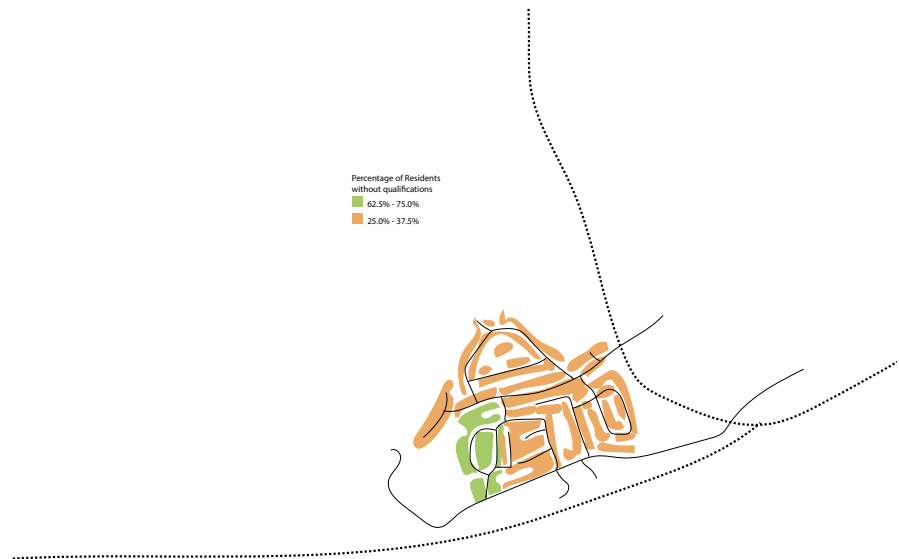 Percentage of Residents
without qualifications
62.5% - 75.0%
25.0% - 37.5%